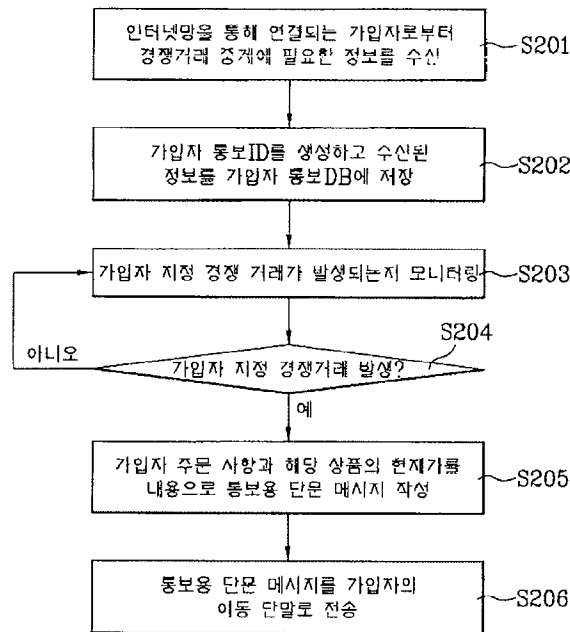 인터넷망을 통해 연결되는 가입자로부터
경쟁거래 중계에 필요한 정보를 수신
S201
가입자 통보ID를 생성하고 수신된
정보를 가입자 통보DB에 저장
S202
가입자 지정 경쟁 거래가 발생되는지 모니터링
S203
S204
아니오
가입자 지정 경쟁거래 발생?
예
가입자 주문 사항과 해당 상품의 현재가를
내용으로 통보용 단문 메시지 작성
S205
통보용 단문 메시지를 가입자의
이동 단말로 전송
S206